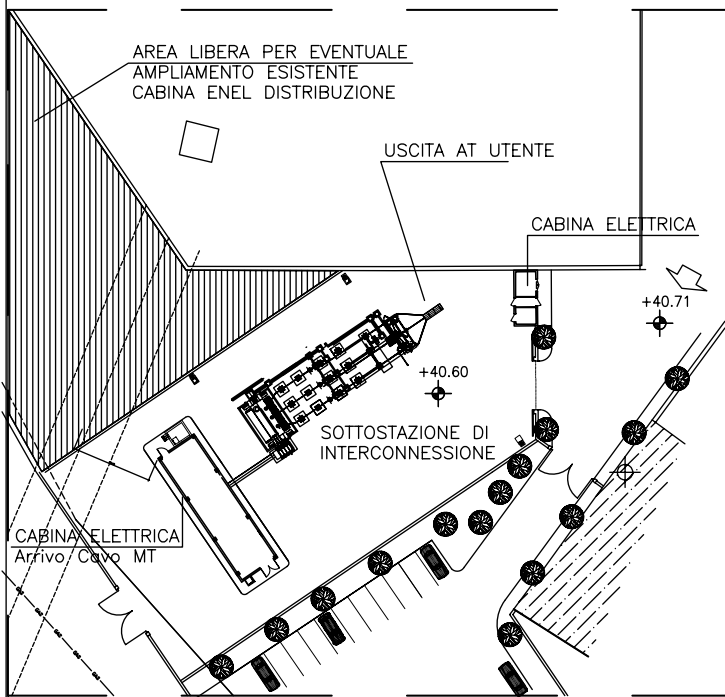 AREA LIBERA PER EVENTUALE
AMPLIAMENTO ESISTENTE
CABINA ENEL DISTRIBUZIONE
USCITA AT UTENTE
CABINA ELETTRICA
+40.71
+40.60
SOTTOSTAZIONE DI
INTERCONNESSIONE
CABINA ELETTRICA
Arrivo Cavo MT